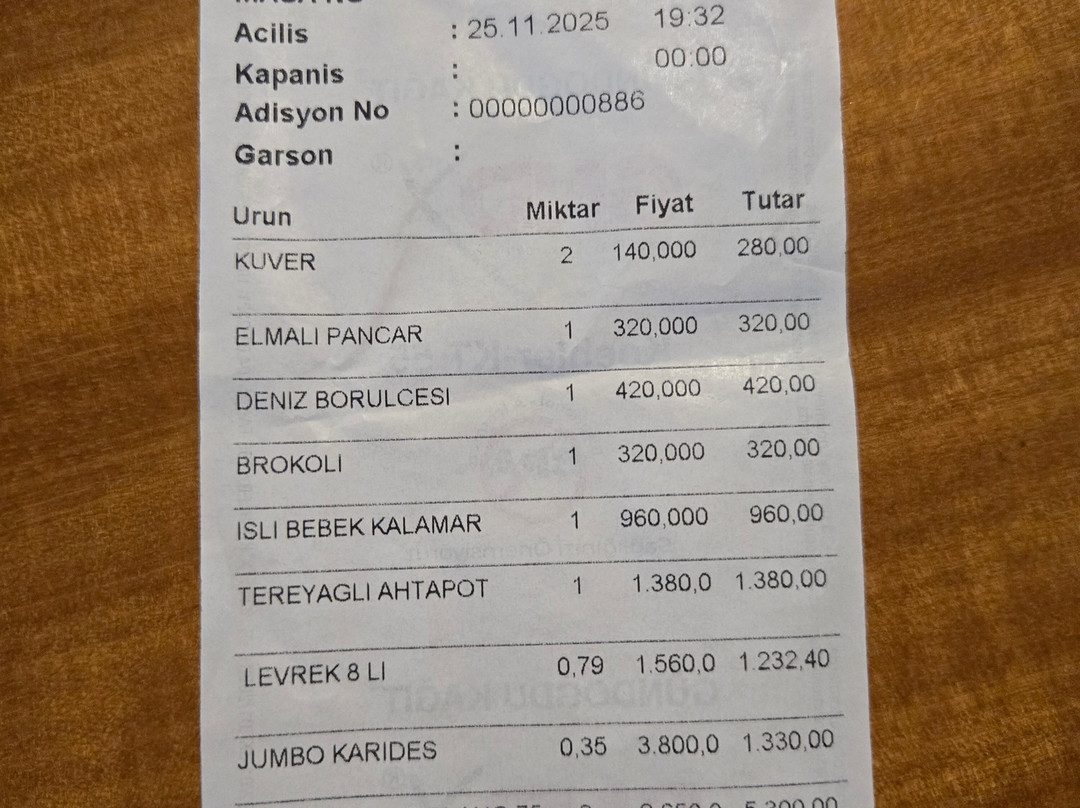 Acilis : 25.11.2025 19:32
Kapanis : 00:00
Adisyon No : 00000000886
Garson :
Urun Miktar Fiyat Tutar
KUVER 2 140,000 280,00
ELMALI PANCAR 1 320,000 320,00
DENIZ BORULCESI 1 420,000 420,00
BROKOLI 1 320,000 320,00
ISLI BEBEK KALAMAR 1 960,000 960,00
TEREYAGLI AHTAPOT 1 1.380,0 1.380,00
LEVREK 8 LI 0,79 1.560,0 1.232,40
JUMBO KARIDES 0,35 3.800,0 1.330,00